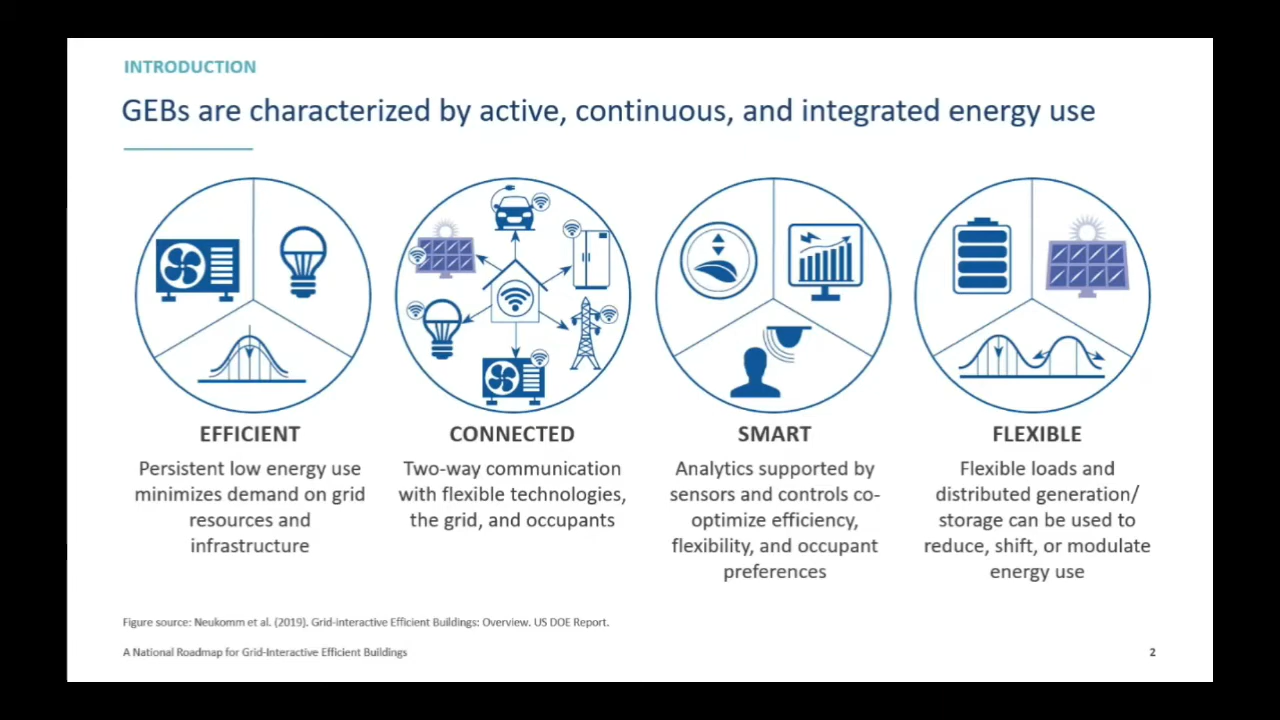 INTRODUCTION
GEBs are characterized by active, continuous, and integrated energy use
EFFICIENT
Persistent low energy use
minimizes demand on grid
resources and
infrastructure
CONNECTED
Two-way communication
with flexible technologies,
the grid, and occupants
SMART
Analytics supported by
sensors and controls co-
optimize efficiency,
flexibility, and occupant
preferences
FLEXIBLE
Flexible loads and
distributed generation/
storage can be used to
reduce, shift, or modulate
energy use
Figure source: Neukomm et al. (2019). Grid-interactive Efficient Buildings: Overview. US DOE Report.
A National Roadmap for Grid-Interactive Efficient Buildings
2